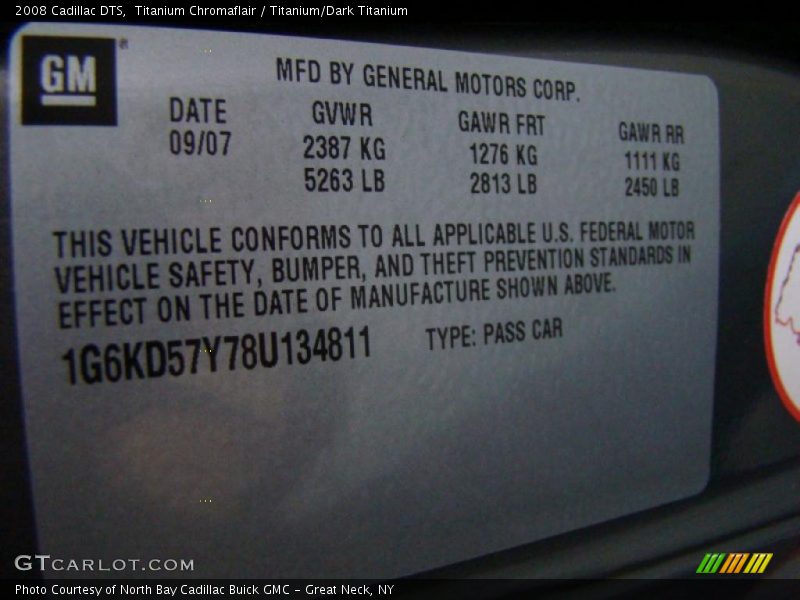 2008 Cadillac DTS,  Titanium Chromaflair / Titanium/Dark Titanium
GM®
MFD BY GENERAL MOTORS CORP.
DATE GVWR GAWR FRT GAWR RR
09/07 2387 KG 1276 KG 1111 KG
5263 LB 2813 LB 2450 LB
THIS VEHICLE CONFORMS TO ALL APPLICABLE U.S. FEDERAL MOTOR
VEHICLE SAFETY, BUMPER, AND THEFT PREVENTION STANDARDS IN
EFFECT ON THE DATE OF MANUFACTURE SHOWN ABOVE.
1G6KD57Y78U134811 TYPE: PASS CAR
GTCARLOT.COM
Photo Courtesy of North Bay Cadillac Buick GMC - Great Neck, NY